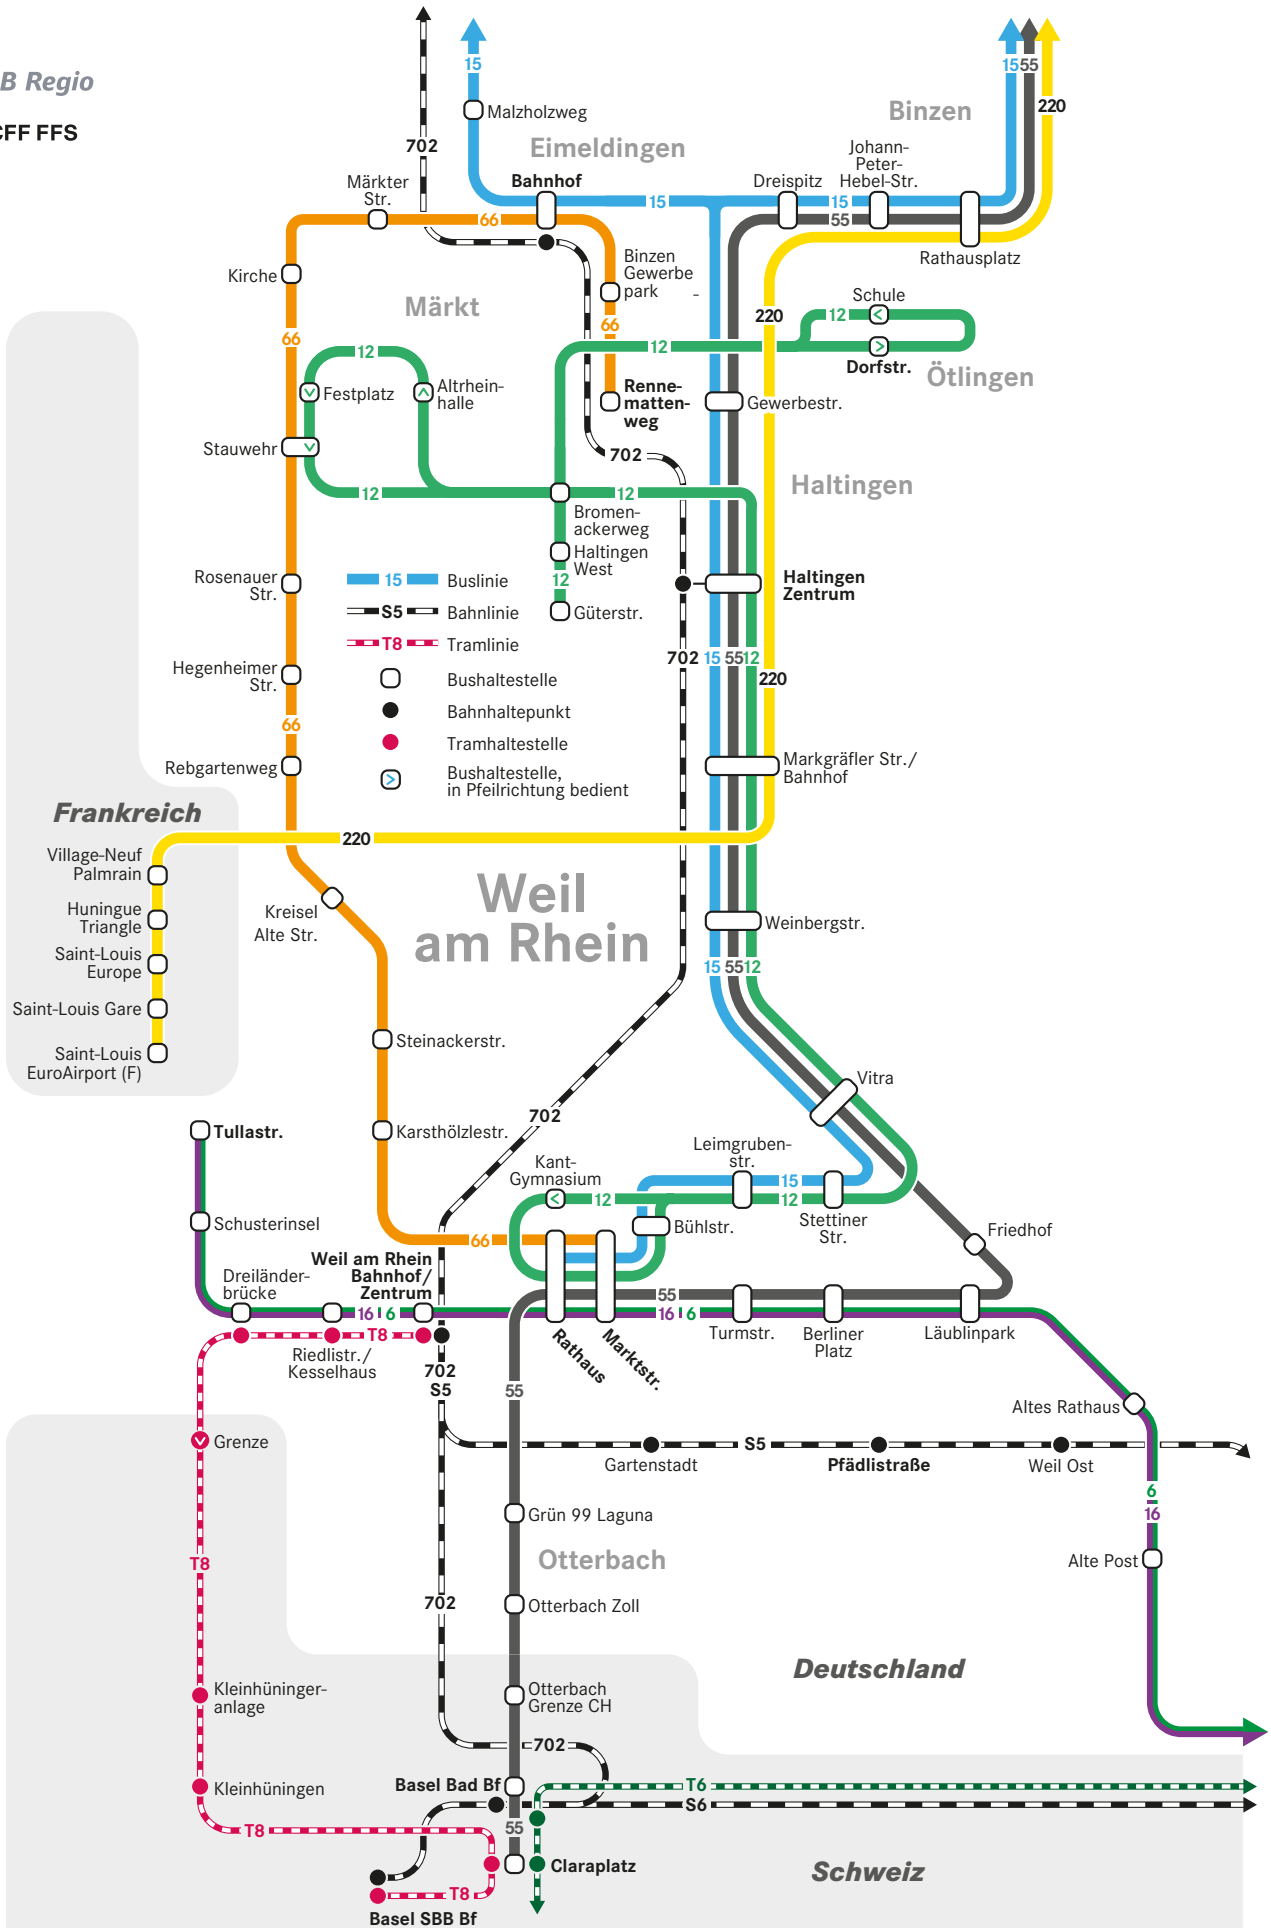 B Regio
CFF FFS
702
15
15
55
220
Malzholzweg
Eimeldingen
Binzen
Märkter
Str.
Bahnhof
Dreispitz
Johann-
Peter-
Hebel-Str.
66
15
15
55
Rathausplatz
Kirche
Binzen
Gewerbe
park -
Märkt
Schule
220
12
66
66
12
12
Dorfstr.
Ötlingen
Festplatz
Altrhein-
halle
Renne-
matten-
weg
Gewerbestr.
Stauwehr
702
12
12
Haltingen
Bromen-
ackerweg
Haltingen
West
12
Güterstr.
Rosenauer
Str.
15 Buslinie
S5 Bahnlinie
T8 Tramlinie
Bushaltestelle
Bahnhaltepunkt
Tramhaltestelle
Bushaltestelle,
in Pfeilrichtung bedient
Haltingen
Zentrum
702 15 55 12
220
Hegenheimer
Str.
66
Rebgartenweg
Markgräfler Str./
Bahnhof
Frankreich
220
Village-Neuf
Palmrain
Huningue
Triangle
Saint-Louis
Europe
Saint-Louis Gare
Saint-Louis
EuroAirport (F)
Kreisel
Alte Str.
Weil
am Rhein
Weinbergstr.
15 55 12
Steinackerstr.
Vitra
702
Tullastr.
Karsthölzlestr.
Leimgruben-
str.
Kant-
Gymnasium
15
12
12
Stettiner
Str.
Schusterinsel
Bühlstr.
Friedhof
66
Weil am Rhein
Bahnhof/
Zentrum
Dreiländer-
brücke
55
16 6
16 6
T8
Riedlistr./
Kesselhaus
Rathaus
Marktstr.
Turmstr.
Berliner
Platz
Läublinpark
702
S5
55
Altes Rathaus
Grenze
S5
Gartenstadt
Pfädlistraße
Weil Ost
6
16
Grün 99 Laguna
T8
Otterbach
Alte Post
702
Otterbach Zoll
Deutschland
Kleinhüninger-
anlage
Otterbach
Grenze CH
702
Kleinhüningen
Basel Bad Bf
T6
S6
T8
55
Claraplatz
Schweiz
T8
Basel SBB Bf